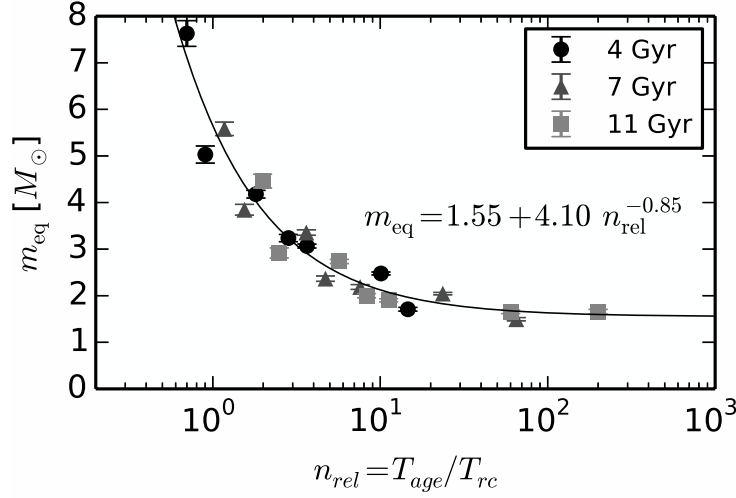 8
7
6
5
4
3
2
1
0
m_eq [M_⊙]
4 Gyr
7 Gyr
11 Gyr
m_eq=1.55+4.10 n_rel^−0.85
10^0 10^1 10^2 10^3
n_rel=T_age/T_rc